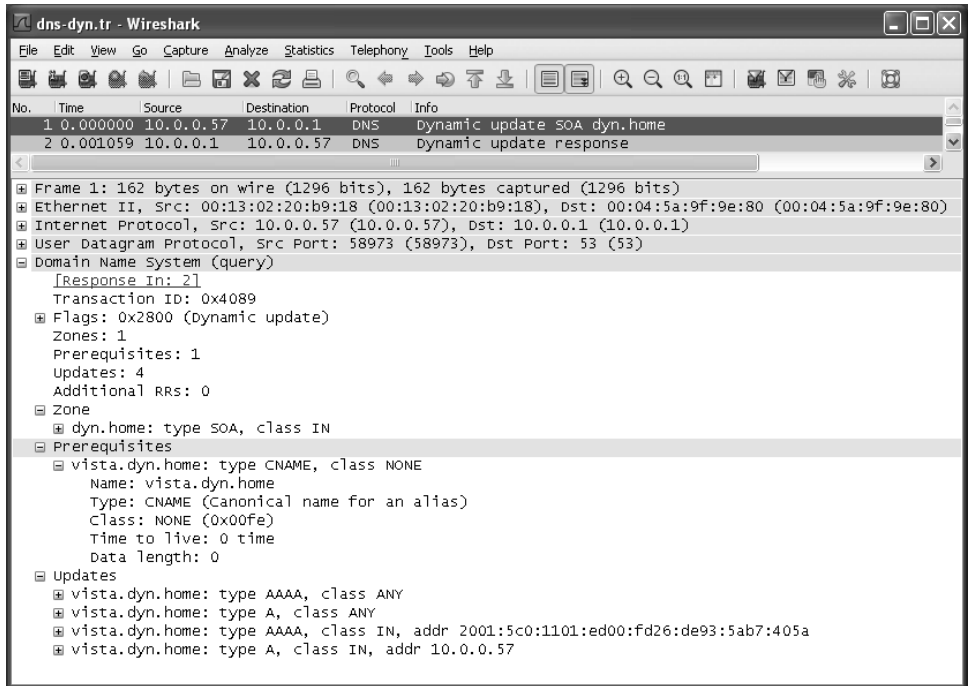 dns-dyn.tr - Wireshark
File Edit View Go Capture Analyze Statistics Telephony Tools Help
No. Time Source Destination Protocol Info
1 0.000000 10.0.0.57 10.0.0.1 DNS Dynamic update SOA dyn.home
2 0.001059 10.0.0.1 10.0.0.57 DNS Dynamic update response
Frame 1: 162 bytes on wire (1296 bits), 162 bytes captured (1296 bits)
Ethernet II, Src: 00:13:02:20:b9:18 (00:13:02:20:b9:18), Dst: 00:04:5a:9f:9e:80 (00:04:5a:9f:9e:80)
Internet Protocol, Src: 10.0.0.57 (10.0.0.57), Dst: 10.0.0.1 (10.0.0.1)
User Datagram Protocol, Src Port: 58973 (58973), Dst Port: 53 (53)
Domain Name System (query)
[Response In: 2]
Transaction ID: 0x4089
Flags: 0x2800 (Dynamic update)
Zones: 1
Prerequisites: 1
Updates: 4
Additional RRs: 0
Zone
dyn.home: type SOA, class IN
Prerequisites
vista.dyn.home: type CNAME, class NONE
Name: vista.dyn.home
Type: CNAME (Canonical name for an alias)
Class: NONE (0x00fe)
Time to live: 0 time
Data length: 0
Updates
vista.dyn.home: type AAAA, class ANY
vista.dyn.home: type A, class ANY
vista.dyn.home: type AAAA, class IN, addr 2001:5c0:1101:ed00:fd26:de93:5ab7:405a
vista.dyn.home: type A, class IN, addr 10.0.0.57